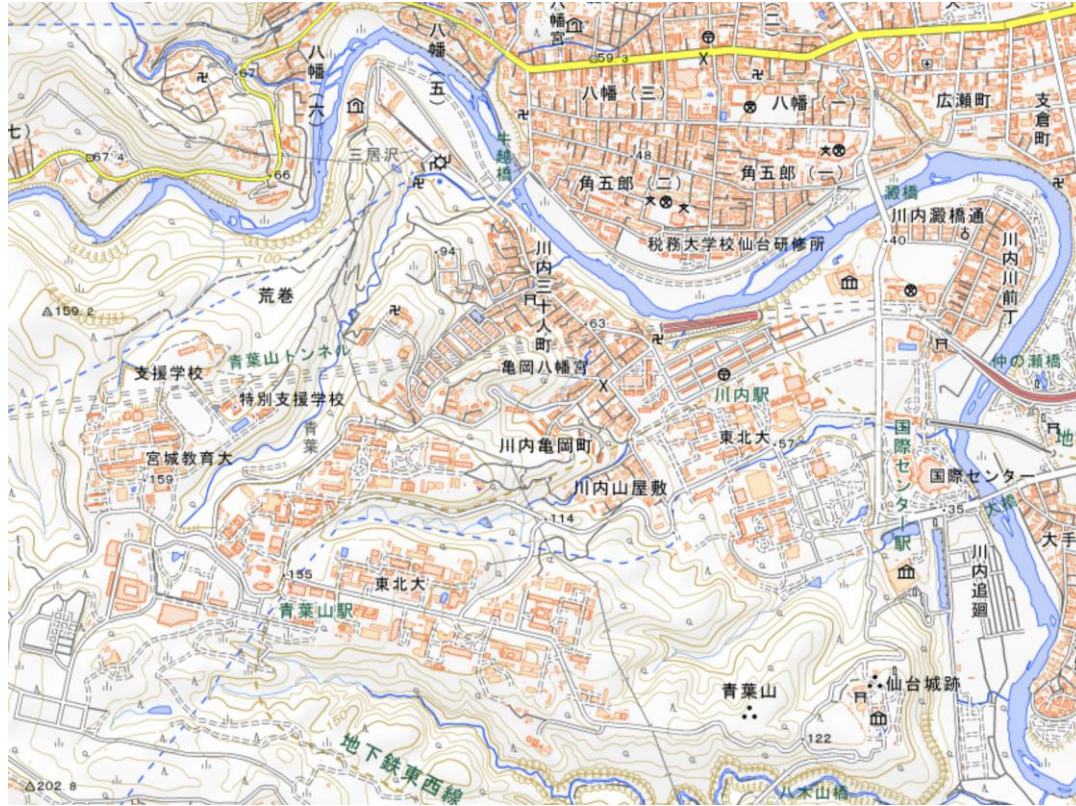 八幡宮
(二)
八幡(六)
八幡(五)
59.3
67
八幡(三)
八幡(一)
広瀬町
支倉町
七)
67.4
三居沢
牛越橋
48
66
角五郎(二)
角五郎(一)
澱橋
川内澱橋通
税務大学校仙台研修所
40
94
100
荒巻
川内三十人町
川内川前丁
159.2
63
青葉山トンネル
亀岡八幡宮
支援学校
特別支援学校
川内駅
仲の瀬橋
青葉
川内亀岡町
東北大
57
国際センター駅
地
宮城教育大
159
川内山屋敷
国際センター
大橋
114
35
大手
155
東北大
川内追廻
青葉山駅
仙台城跡
青葉山
150
122
地下鉄東西線
202.8
八木山橋